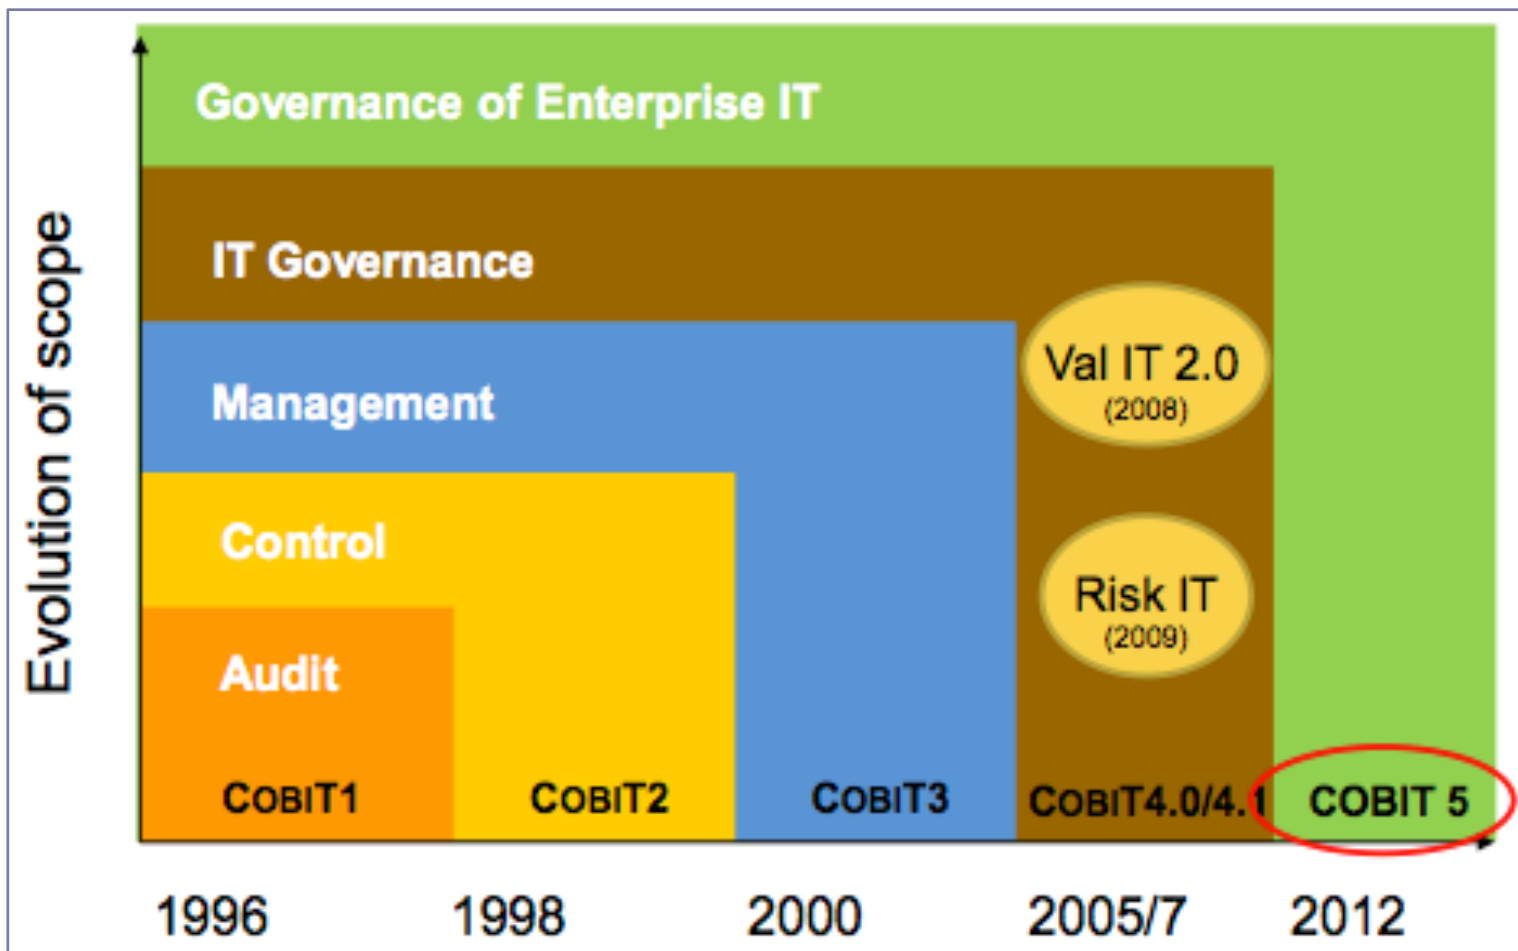 Governance of Enterprise IT
IT Governance
Val IT 2.0
(2008)
Management
Control
Risk IT
(2009)
Audit
COBIT1
COBIT2
COBIT3
COBIT4.0/4.1
COBIT 5
1996
1998
2000
2005/7
2012
Evolution of scope